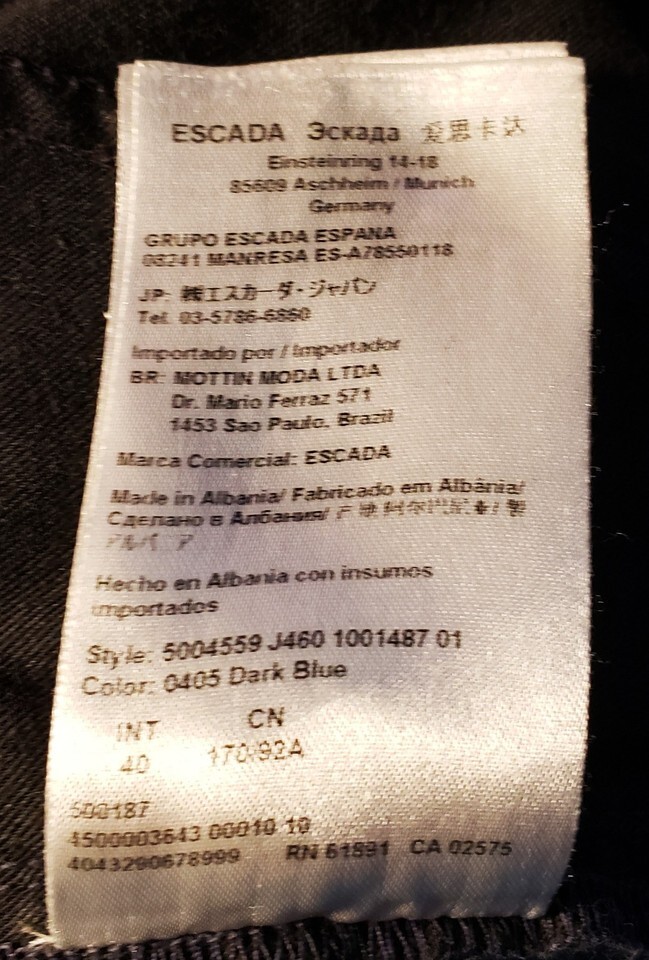 ESCADA Эскада 爱思卡达
Einsteinring 14-18
85609 Aschheim / Munich
Germany
GRUPO ESCADA ESPANA
08241 MANRESA ES-A78550118
JP: ㈱エスカーダ・ジャパン
Tel. 03-5786-6860
Importado por / Importador
BR: MOTTIN MODA LTDA
Dr. Mario Ferraz 571
1453 Sao Paulo. Brazil
Marca Comercial: ESCADA
Made in Albania/ Fabricado em Albânia/
Сделано в Албания/
Hecho en Albania con insumos
importados
Style: 5004559 J460 1001487 01
Color: 0405 Dark Blue
INT CN
40 170/92A
500187
4500003643 00010 10
4043290678999 RN 61891 CA 02575